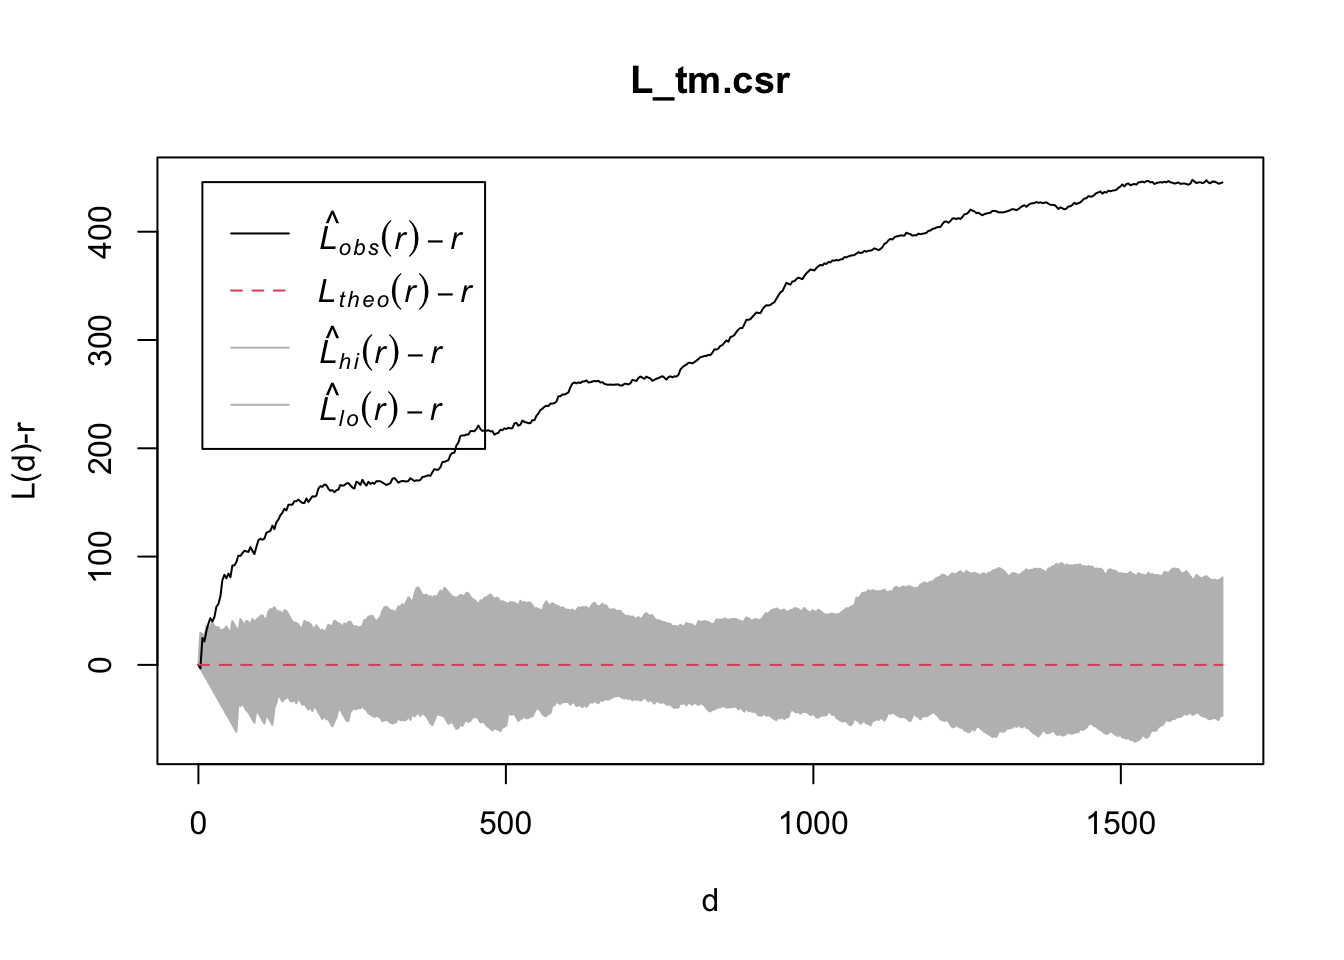 L_tm.csr
L̂obs(r) − r
Ltheo(r) − r
L̂hi(r) − r
L̂lo(r) − r
L(d)-r
400
300
200
100
0
0 500 1000 1500
d